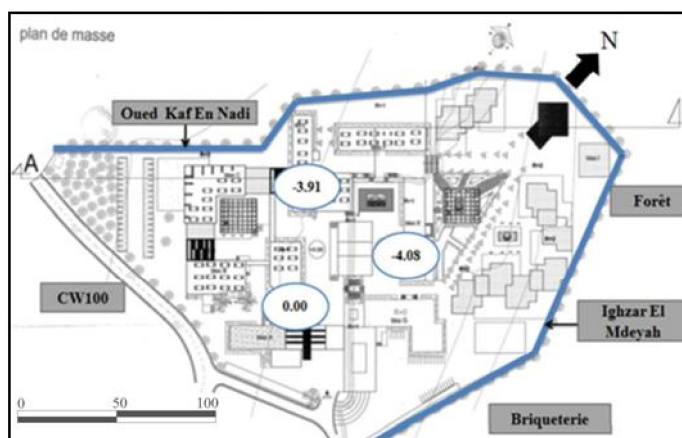 plan de masse
N
Oued Kaf En Nadi
A
-3.91
Forêt
-4.08
CW100
0.00
Ighzar El
Mdeyah
0
50
100
Briqueterie